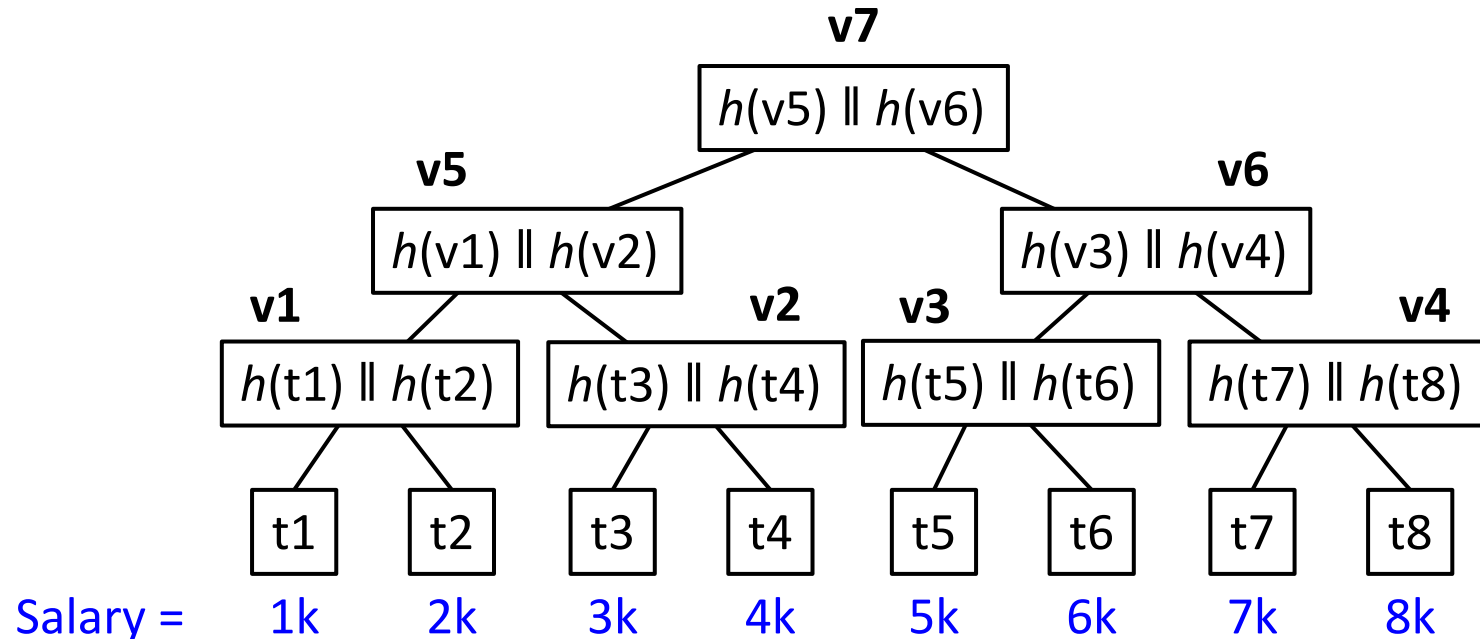 v7
h(v5) ǁ h(v6)
v5 v6
h(v1) ǁ h(v2) h(v3) ǁ h(v4)
v1 v2 v3 v4
h(t1) ǁ h(t2) h(t3) ǁ h(t4) h(t5) ǁ h(t6) h(t7) ǁ h(t8)
t1 t2 t3 t4 t5 t6 t7 t8
Salary = 1k 2k 3k 4k 5k 6k 7k 8k